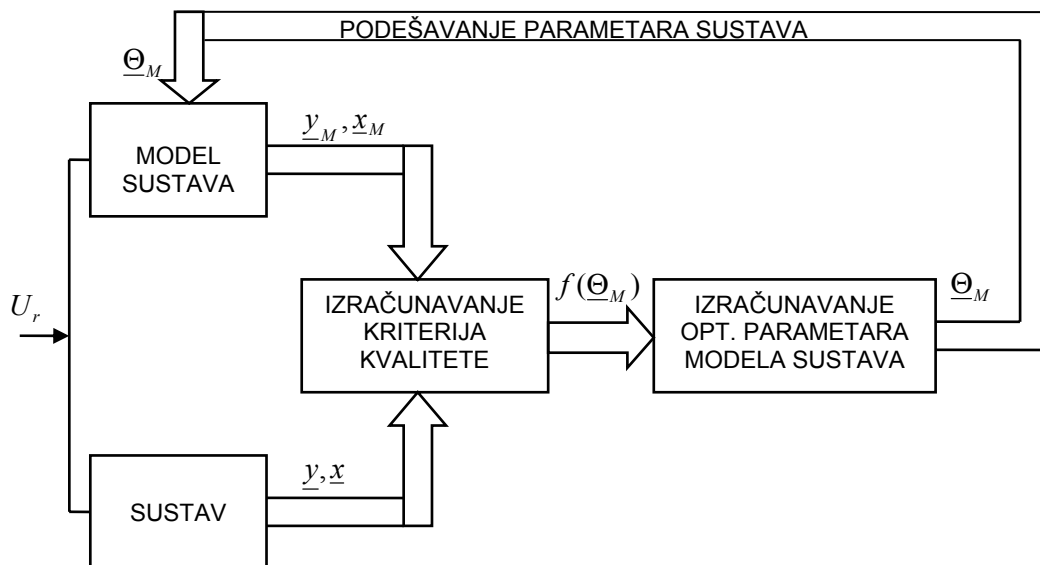 PODEŠAVANJE PARAMETARA SUSTAVA
Θ_M
y_M, x_M
MODEL
SUSTAVA
U_r
IZRAČUNAVANJE
KRITERIJA
KVALITETE
f(Θ_M)
IZRAČUNAVANJE
OPT. PARAMETARA
MODELA SUSTAVA
Θ_M
y, x
SUSTAV